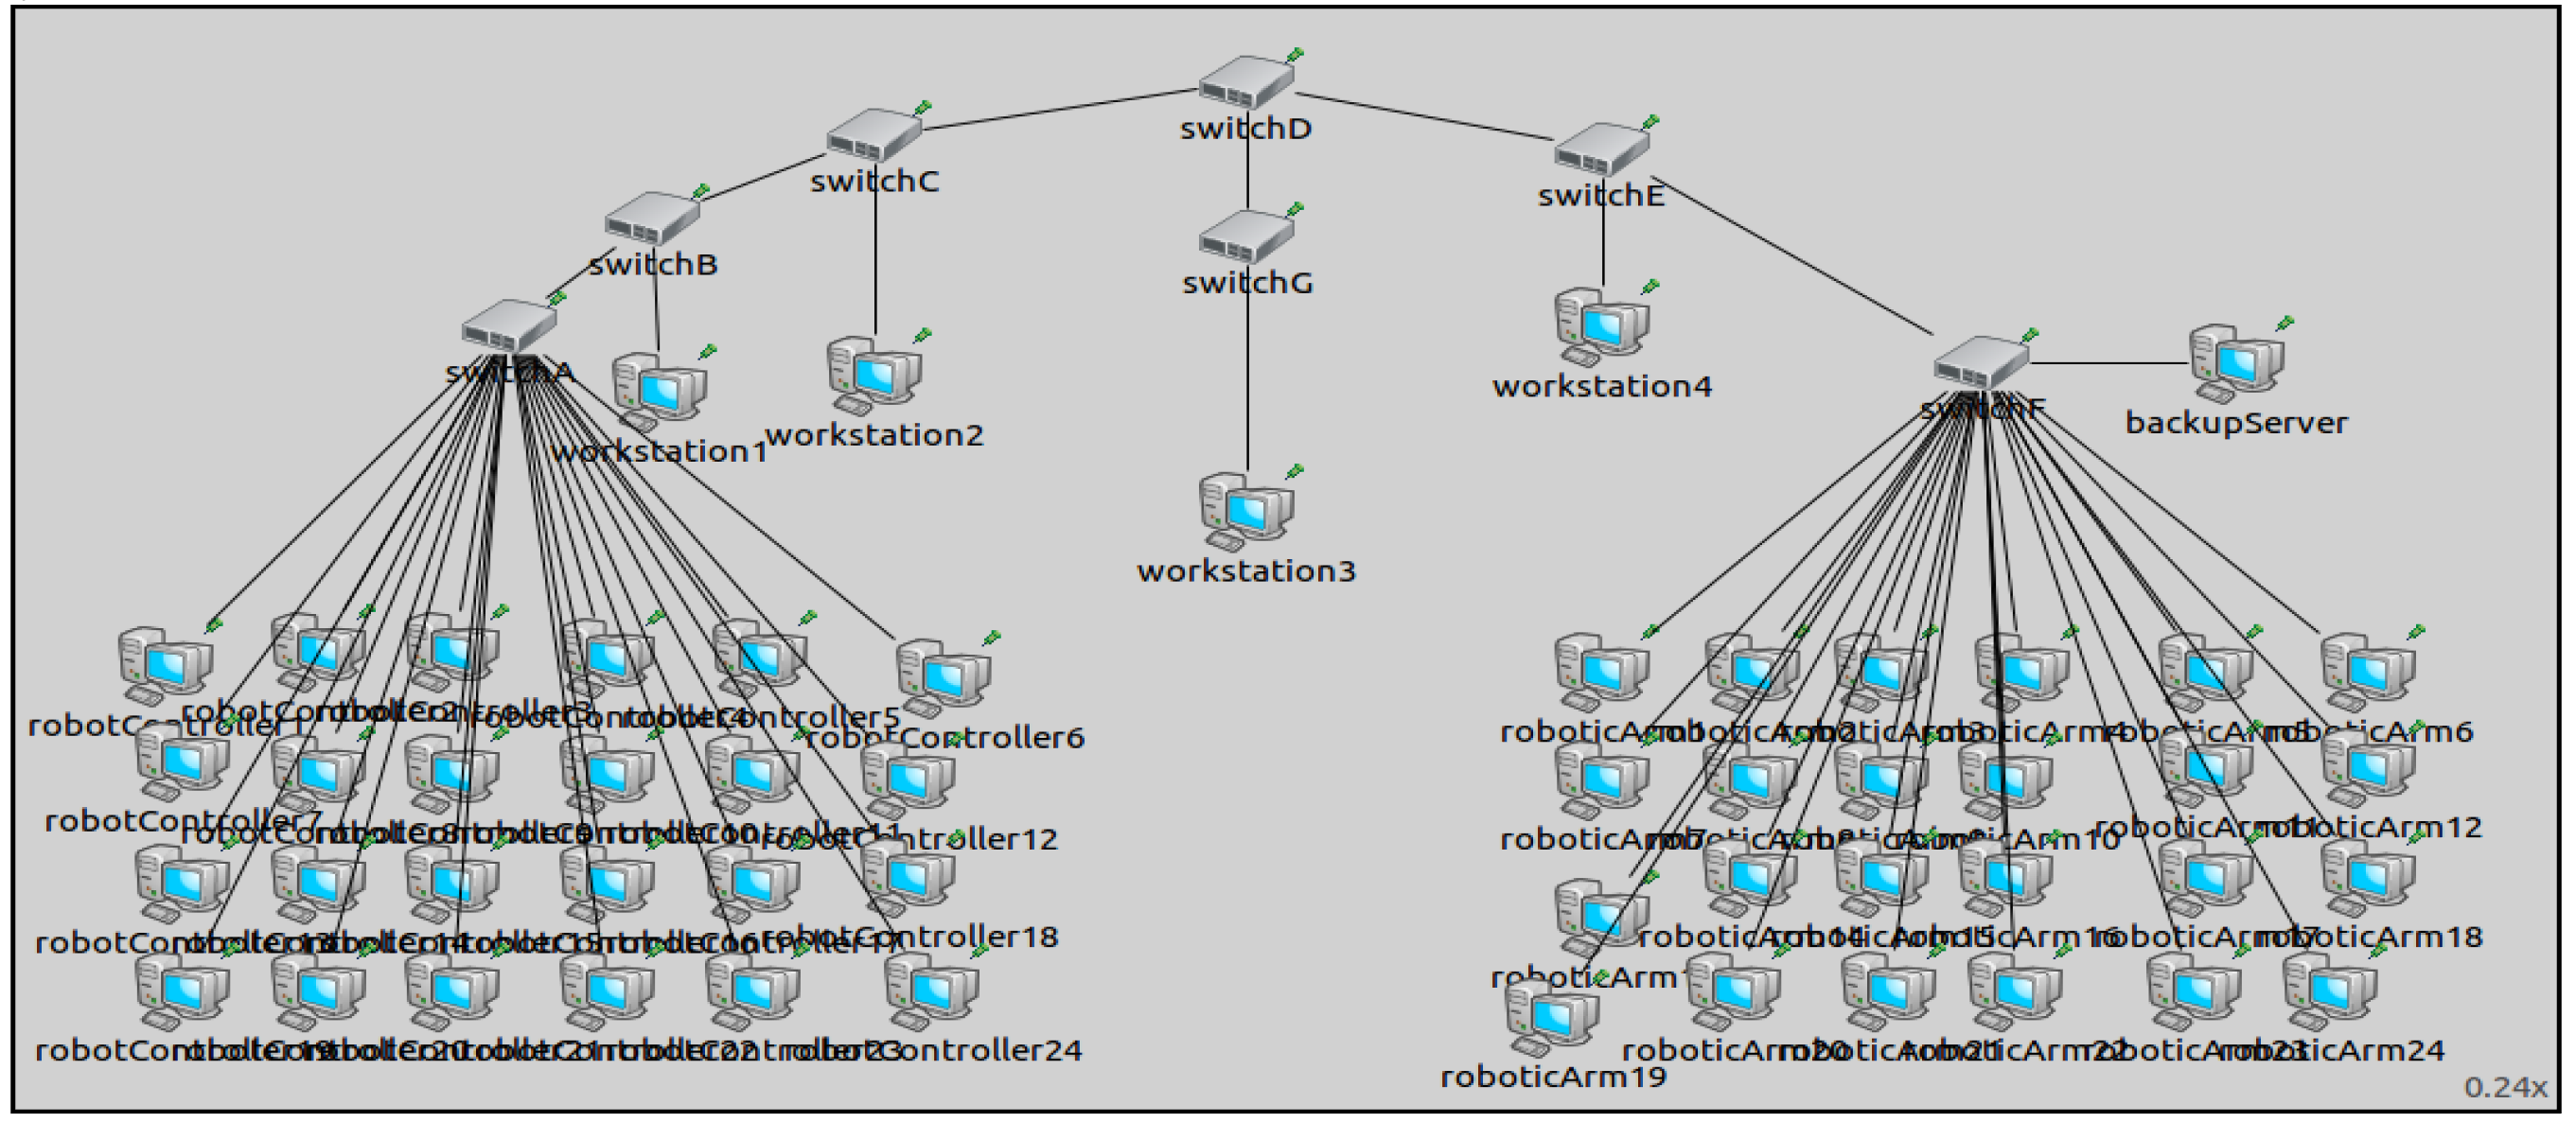 switchD
switchC
switchE
switchB
switchG
switchA
workstation4
switchF
backupServer
workstation2
workstation1
workstation3
robotController1
robotController2
robotController3
robotController4
robotController5
robotController6
roboticArm1
roboticArm2
roboticArm3
roboticArm4
roboticArm5
roboticArm6
robotController7
robotController8
robotController9
robotController10
robotController11
robotController12
roboticArm7
roboticArm8
roboticArm9
roboticArm10
roboticArm11
roboticArm12
robotController13
robotController14
robotController15
robotController16
robotController17
robotController18
roboticArm14
roboticArm15
roboticArm16
roboticArm17
roboticArm18
robotController19
robotController20
robotController21
robotController22
robotController23
robotController24
roboticArm19
roboticArm20
roboticArm21
roboticArm22
roboticArm23
roboticArm24
0.24x